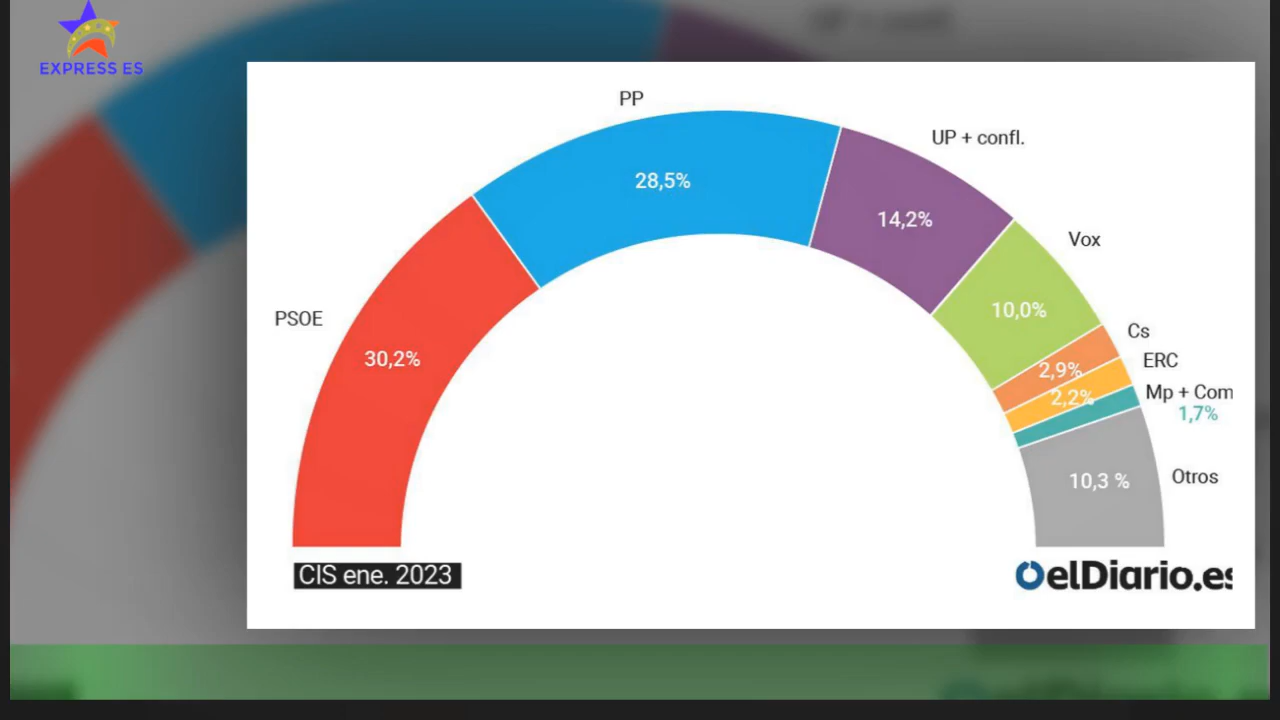 EXPRESS ES
PP
UP + confl.
28,5%
14,2%
Vox
PSOE
10,0%
Cs
30,2%
2,9%
ERC
2,2%
Mp + Com
1,7%
Otros
10,3 %
CIS ene. 2023
elDiario.es